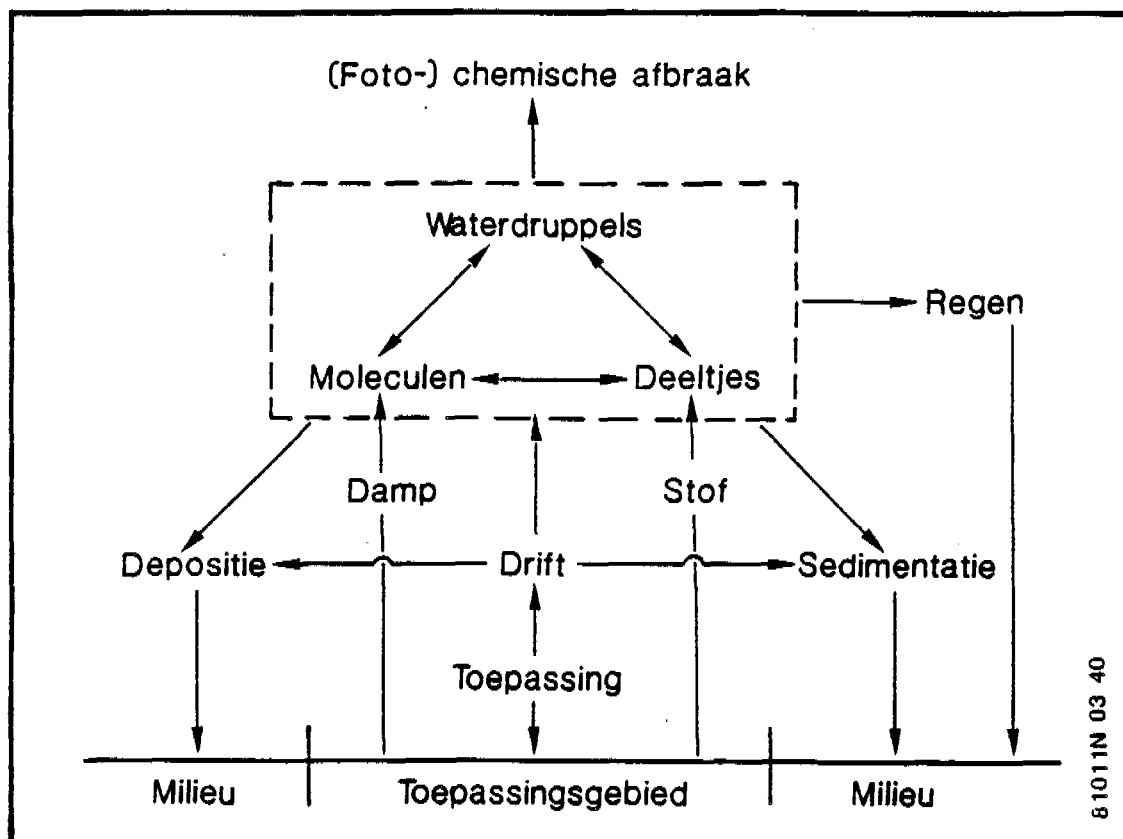 (Foto-) chemische afbraak
Waterdruppels
Regen
Moleculen
Deeltjes
Damp
Stof
Depositie
Drift
Sedimentatie
Toepassing
Milieu
Toepassingsgebied
Milieu
81011N 03 40